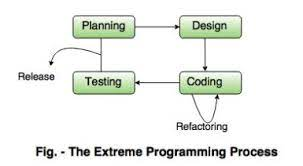 Planning
Design
Release
Testing
Coding
Refactoring
Fig. - The Extreme Programming Process